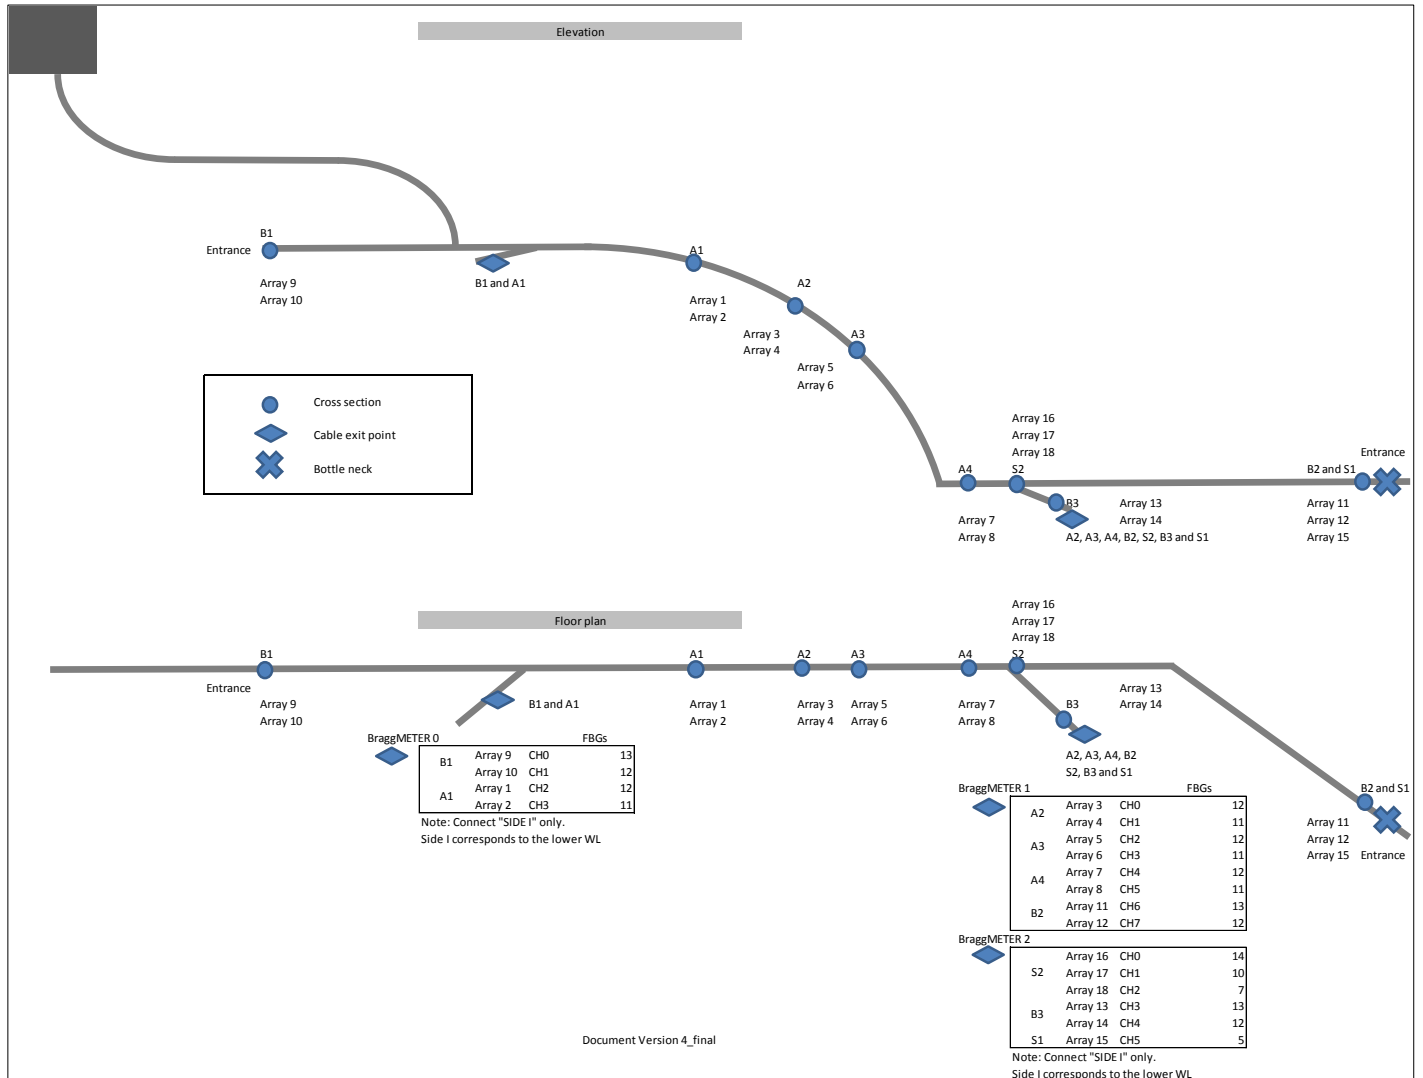 Elevation
B1
Entrance
Array 9
Array 10
B1 and A1
A1
Array 1
Array 2
A2
Array 3
Array 4
A3
Array 5
Array 6
Cross section
Cable exit point
Bottle neck
Array 16
Array 17
Array 18
A4
S2
Array 7
Array 8
B3
Array 13
Array 14
A2, A3, A4, B2, S2, B3 and S1
Entrance
B2 and S1
Array 11
Array 12
Array 15
Floor plan
Array 16
Array 17
Array 18
B1
Entrance
Array 9
Array 10
B1 and A1
A1
Array 1
Array 2
A2
Array 3
Array 4
A3
Array 5
Array 6
A4
Array 7
Array 8
S2
Array 13
Array 14
B3
A2, A3, A4, B2
S2, B3 and S1
B2 and S1
Array 11
Array 12
Array 15 Entrance
BraggMETER 0 FBGs
B1 Array 9 CH0 13
Array 10 CH1 12
A1 Array 1 CH2 12
Array 2 CH3 11
Note: Connect "SIDE I" only.
Side I corresponds to the lower WL
BraggMETER 1 FBGs
A2 Array 3 CH0 12
Array 4 CH1 11
A3 Array 5 CH2 12
Array 6 CH3 11
A4 Array 7 CH4 12
Array 8 CH5 11
B2 Array 11 CH6 13
Array 12 CH7 12
BraggMETER 2
Array 16 CH0 14
S2 Array 17 CH1 10
Array 18 CH2 7
B3 Array 13 CH3 13
Array 14 CH4 12
S1 Array 15 CH5 5
Note: Connect "SIDE I" only.
Side I corresponds to the lower WL
Document Version 4_final